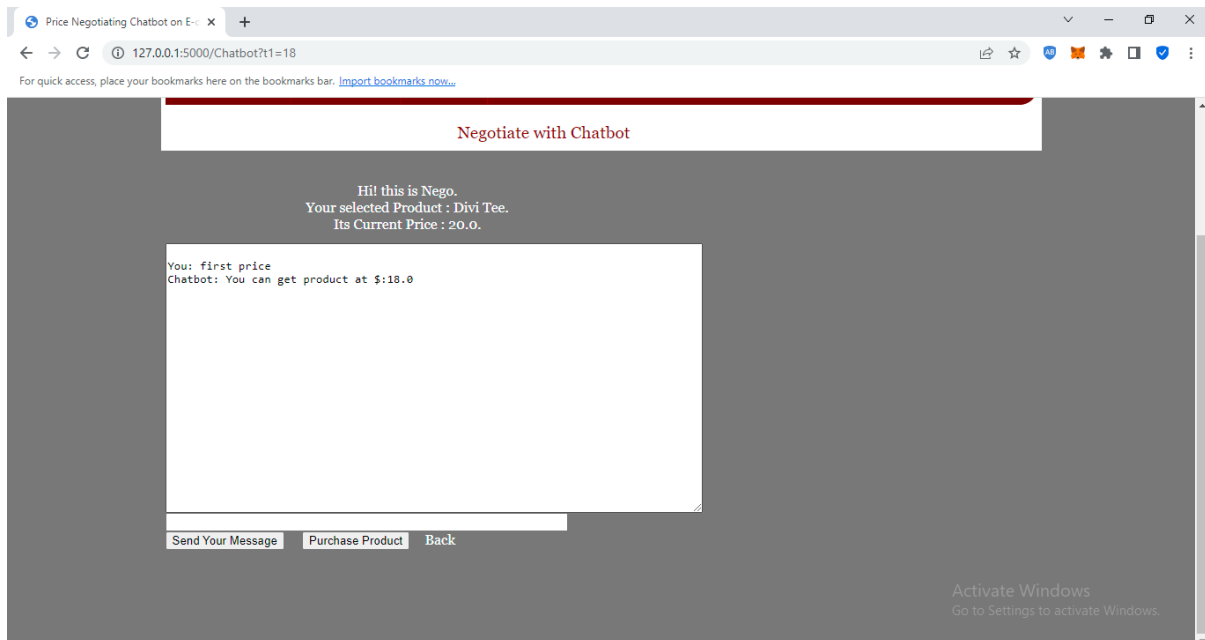 Price Negotiating Chatbot on E-c
127.0.0.1:5000/Chatbot?t1=18
For quick access, place your bookmarks here on the bookmarks bar. Import bookmarks now...
Negotiate with Chatbot
Hi! this is Nego.
Your selected Product : Divi Tee.
Its Current Price : 20.0.
You: first price
Chatbot: You can get product at $:18.0
Send Your Message Purchase Product Back
Activate Windows
Go to Settings to activate Windows.